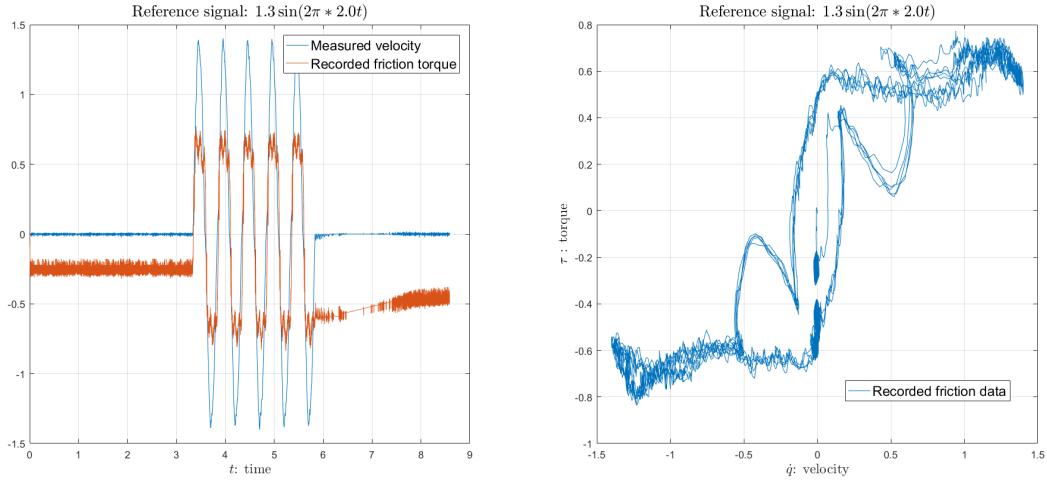 Reference signal: 1.3 sin(2π * 2.0t)
1.5
1
0.5
0
-0.5
-1
-1.5
0 1 2 3 4 5 6 7 8 9
t: time
Measured velocity
Recorded friction torque
Reference signal: 1.3 sin(2π * 2.0t)
τ : torque
0.8
0.6
0.4
0.2
0
-0.2
-0.4
-0.6
-0.8
-1
-1.5 -1 -0.5 0 0.5 1 1.5
q̇: velocity
Recorded friction data